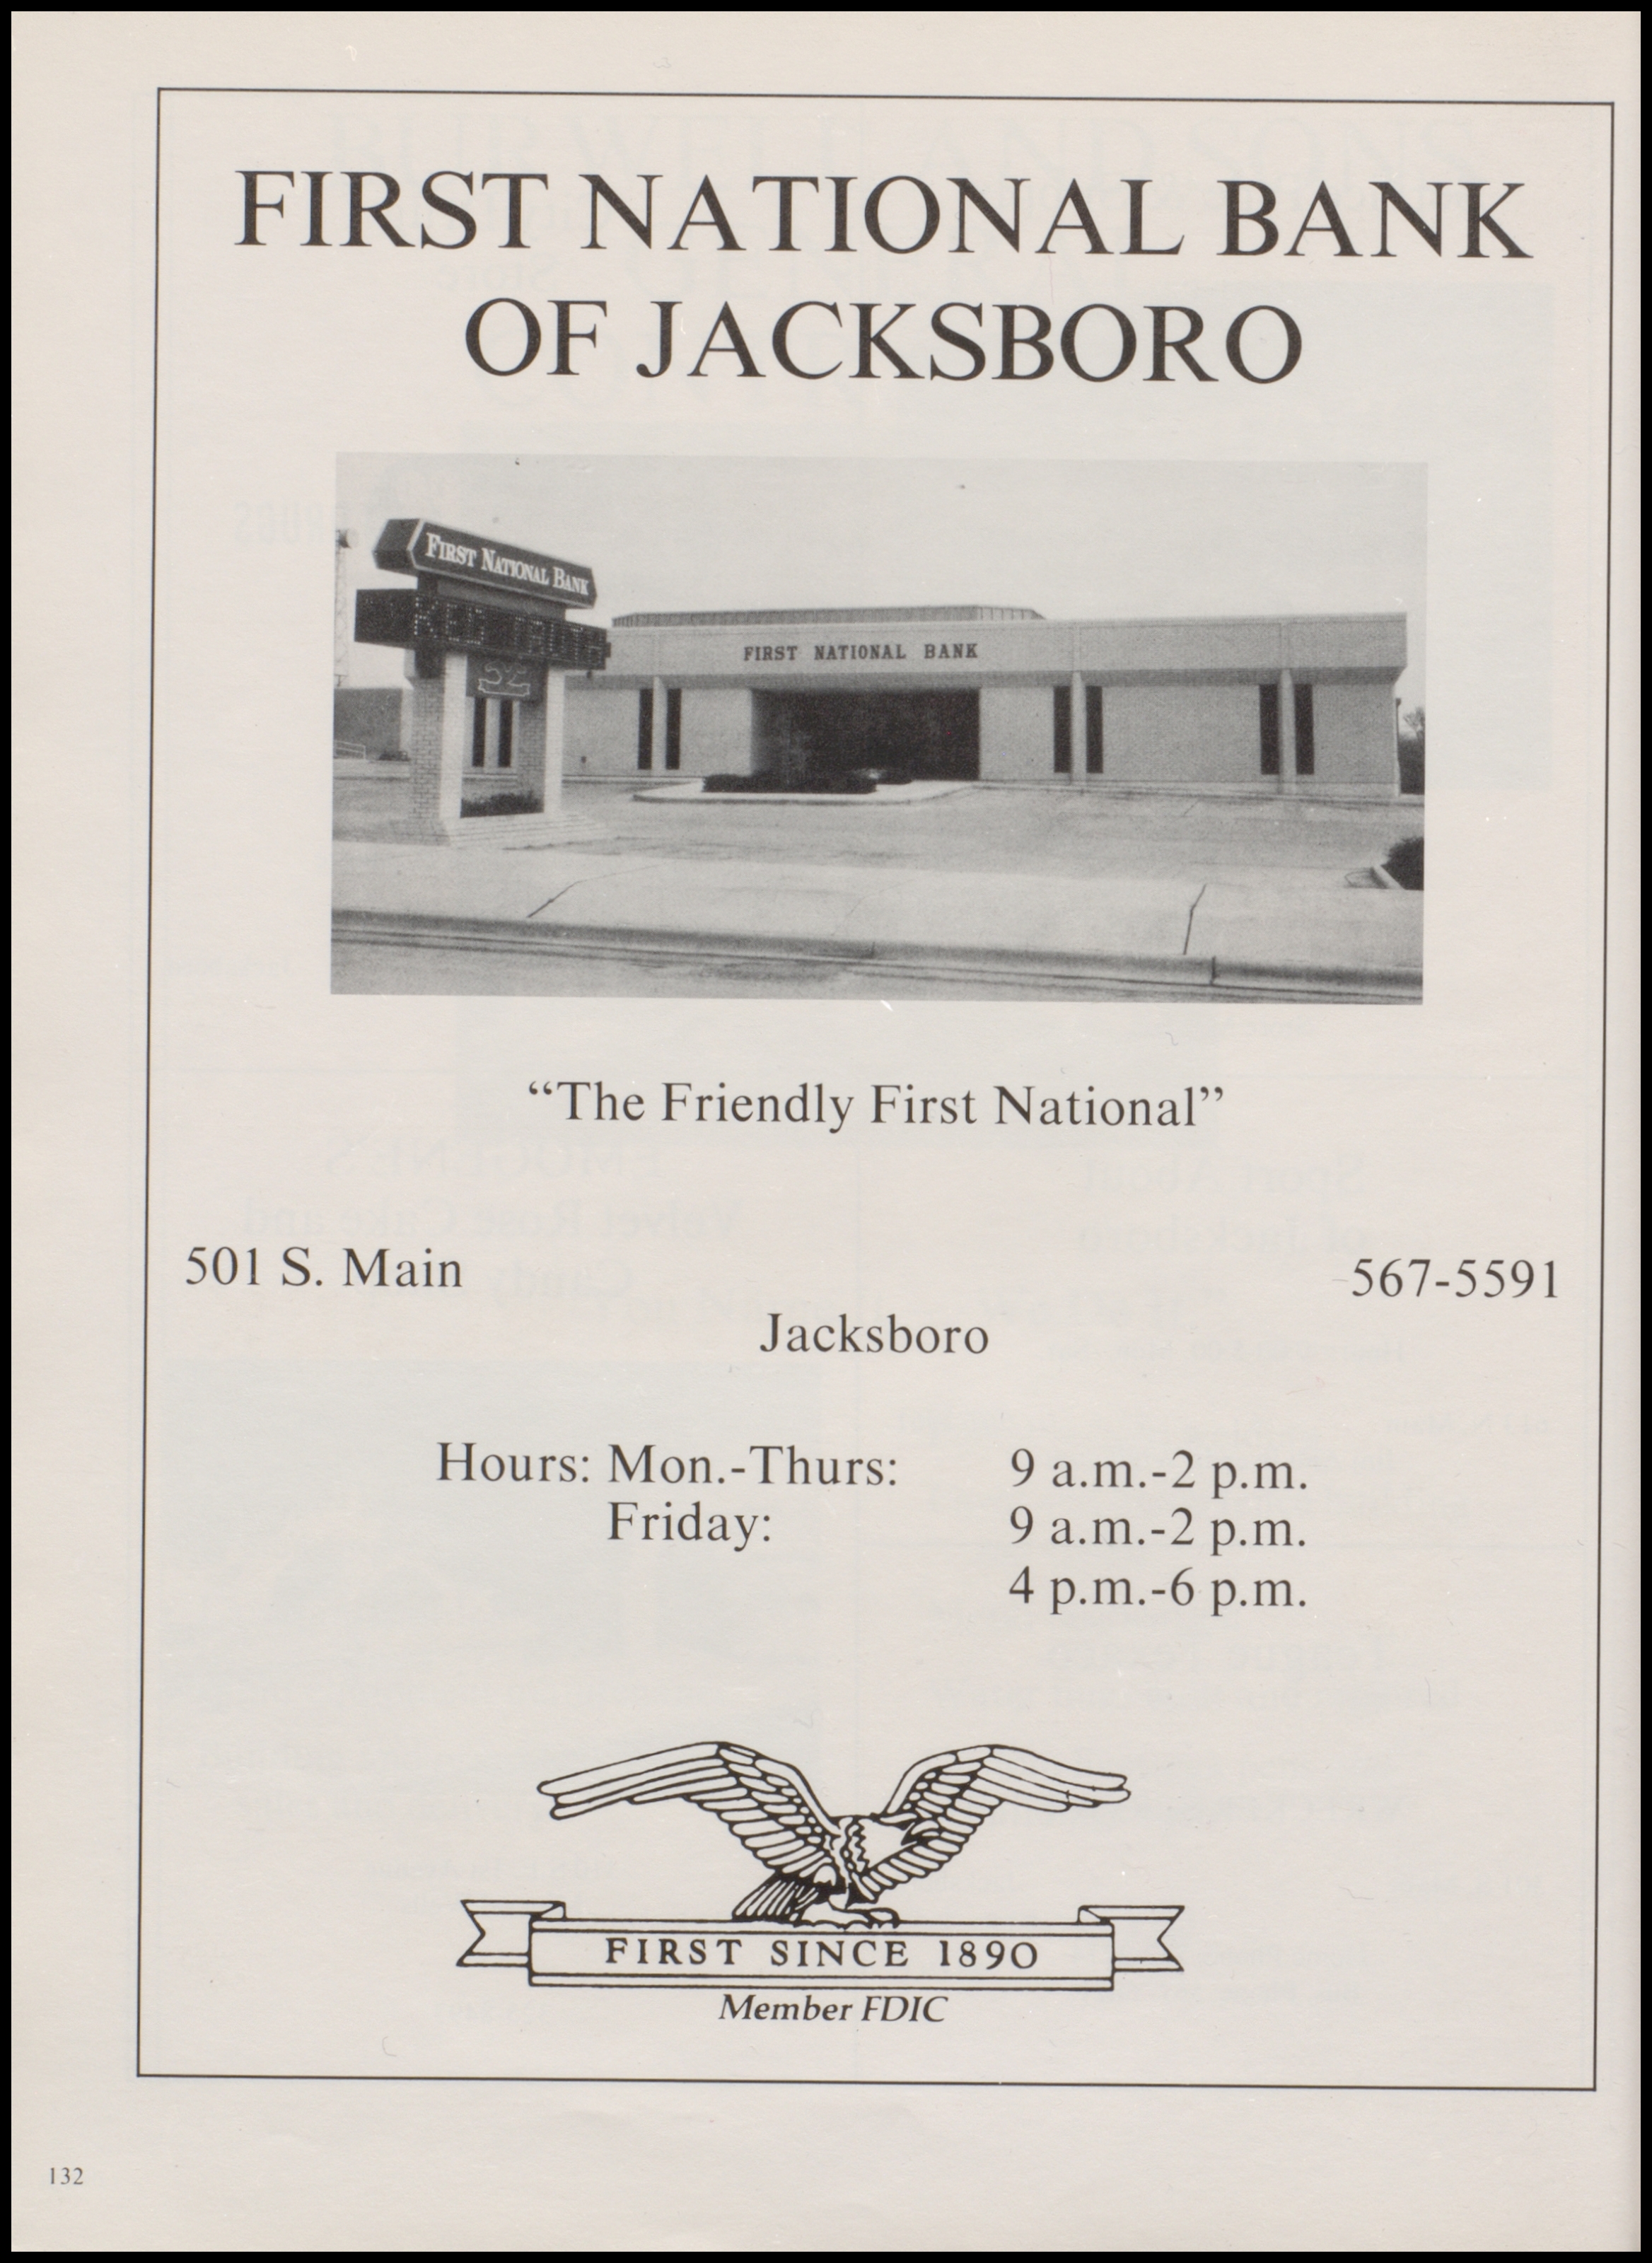 FIRST NATIONAL BANK
OF JACKSBORO
FIRST NATIONAL BANK
FIRST NATIONAL BANK
“The Friendly First National”
501 S. Main
567-5591
Jacksboro
Hours: Mon.-Thurs: 9 a.m.-2 p.m.
Friday: 9 a.m.-2 p.m.
4 p.m.-6 p.m.
FIRST SINCE 1890
Member FDIC
132